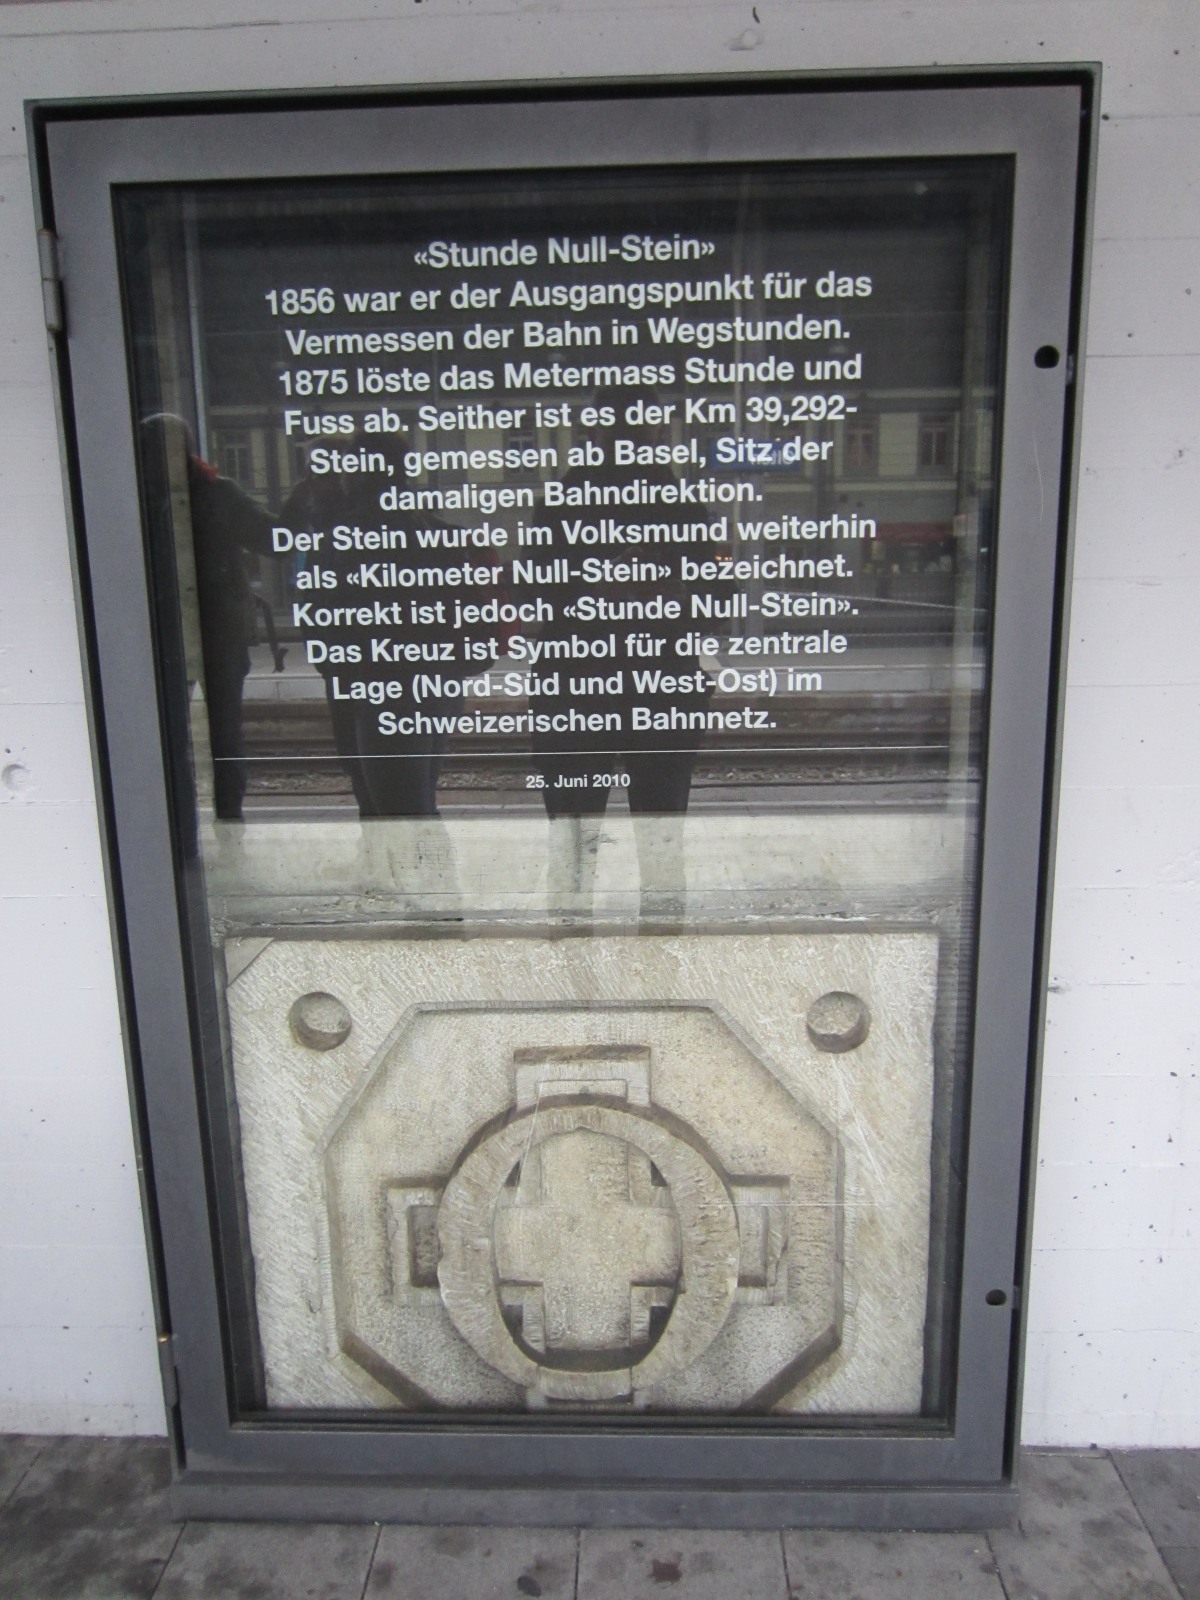 «Stunde Null-Stein»
1856 war er der Ausgangspunkt für das
Vermessen der Bahn in Wegstunden.
1875 löste das Metermass Stunde und
Fuss ab. Seither ist es der Km 39,292-
Stein, gemessen ab Basel, Sitz der
damaligen Bahndirektion.
Der Stein wurde im Volksmund weiterhin
als «Kilometer Null-Stein» bezeichnet.
Korrekt ist jedoch «Stunde Null-Stein».
Das Kreuz ist Symbol für die zentrale
Lage (Nord-Süd und West-Ost) im
Schweizerischen Bahnnetz.
25. Juni 2010